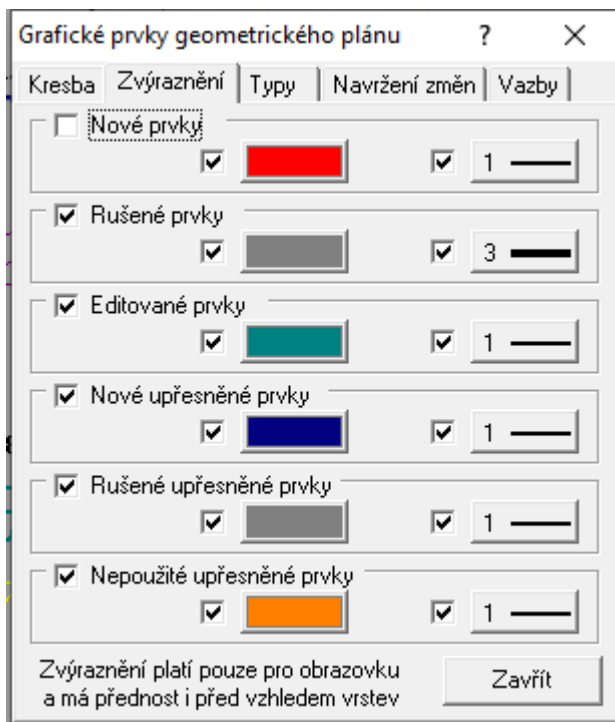 Grafické prvky geometrického plánu ?
Kresba Zvýraznění Typy Navržení změn Vazby
Nové prvky
1
Rušené prvky
3
Editované prvky
1
Nové upřesněné prvky
1
Rušené upřesněné prvky
1
Nepoužité upřesněné prvky
1
Zvýraznění platí pouze pro obrazovku
a má přednost i před vzhledem vrstev
Zavřít